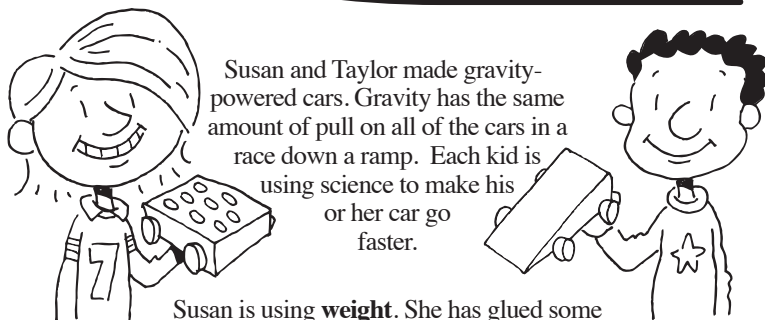 Susan and Taylor made gravity-
powered cars. Gravity has the same
amount of pull on all of the cars in a
race down a ramp. Each kid is
using science to make his
or her car go
faster.
7
Susan is using weight. She has glued some